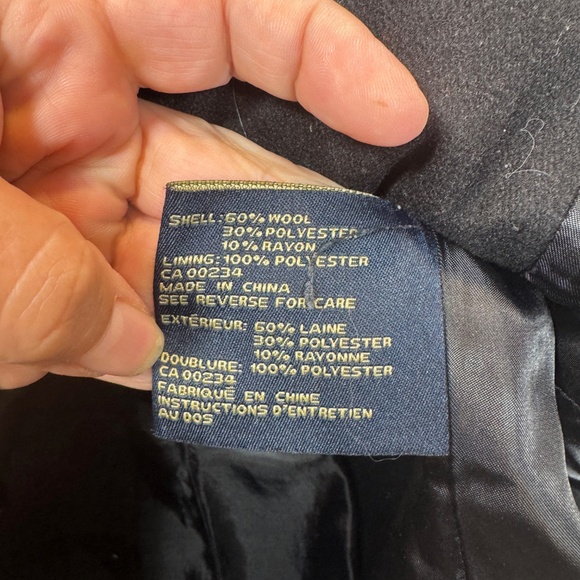 SHELL: 60% WOOL
30% POLYESTER
10% RAYON
LINING: 100% POLYESTER
CA 00234
MADE IN CHINA
SEE REVERSE FOR CARE
EXTÉRIEUR: 60% LAINE
30% POLYESTER
10% RAYONNE
DOUBLURE: 100% POLYESTER
CA 00234
FABRIQUÉ EN CHINE
INSTRUCTIONS D'ENTRETIEN
AU DOS